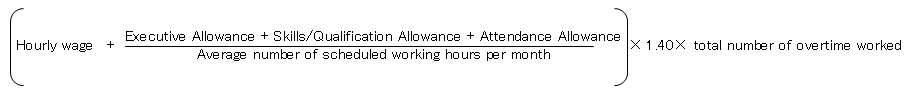 Executive Allowance + Skills/Qualification Allowance + Attendance Allowance
Hourly wage + × 1.40× total number of overtime worked
Average number of scheduled working hours per month